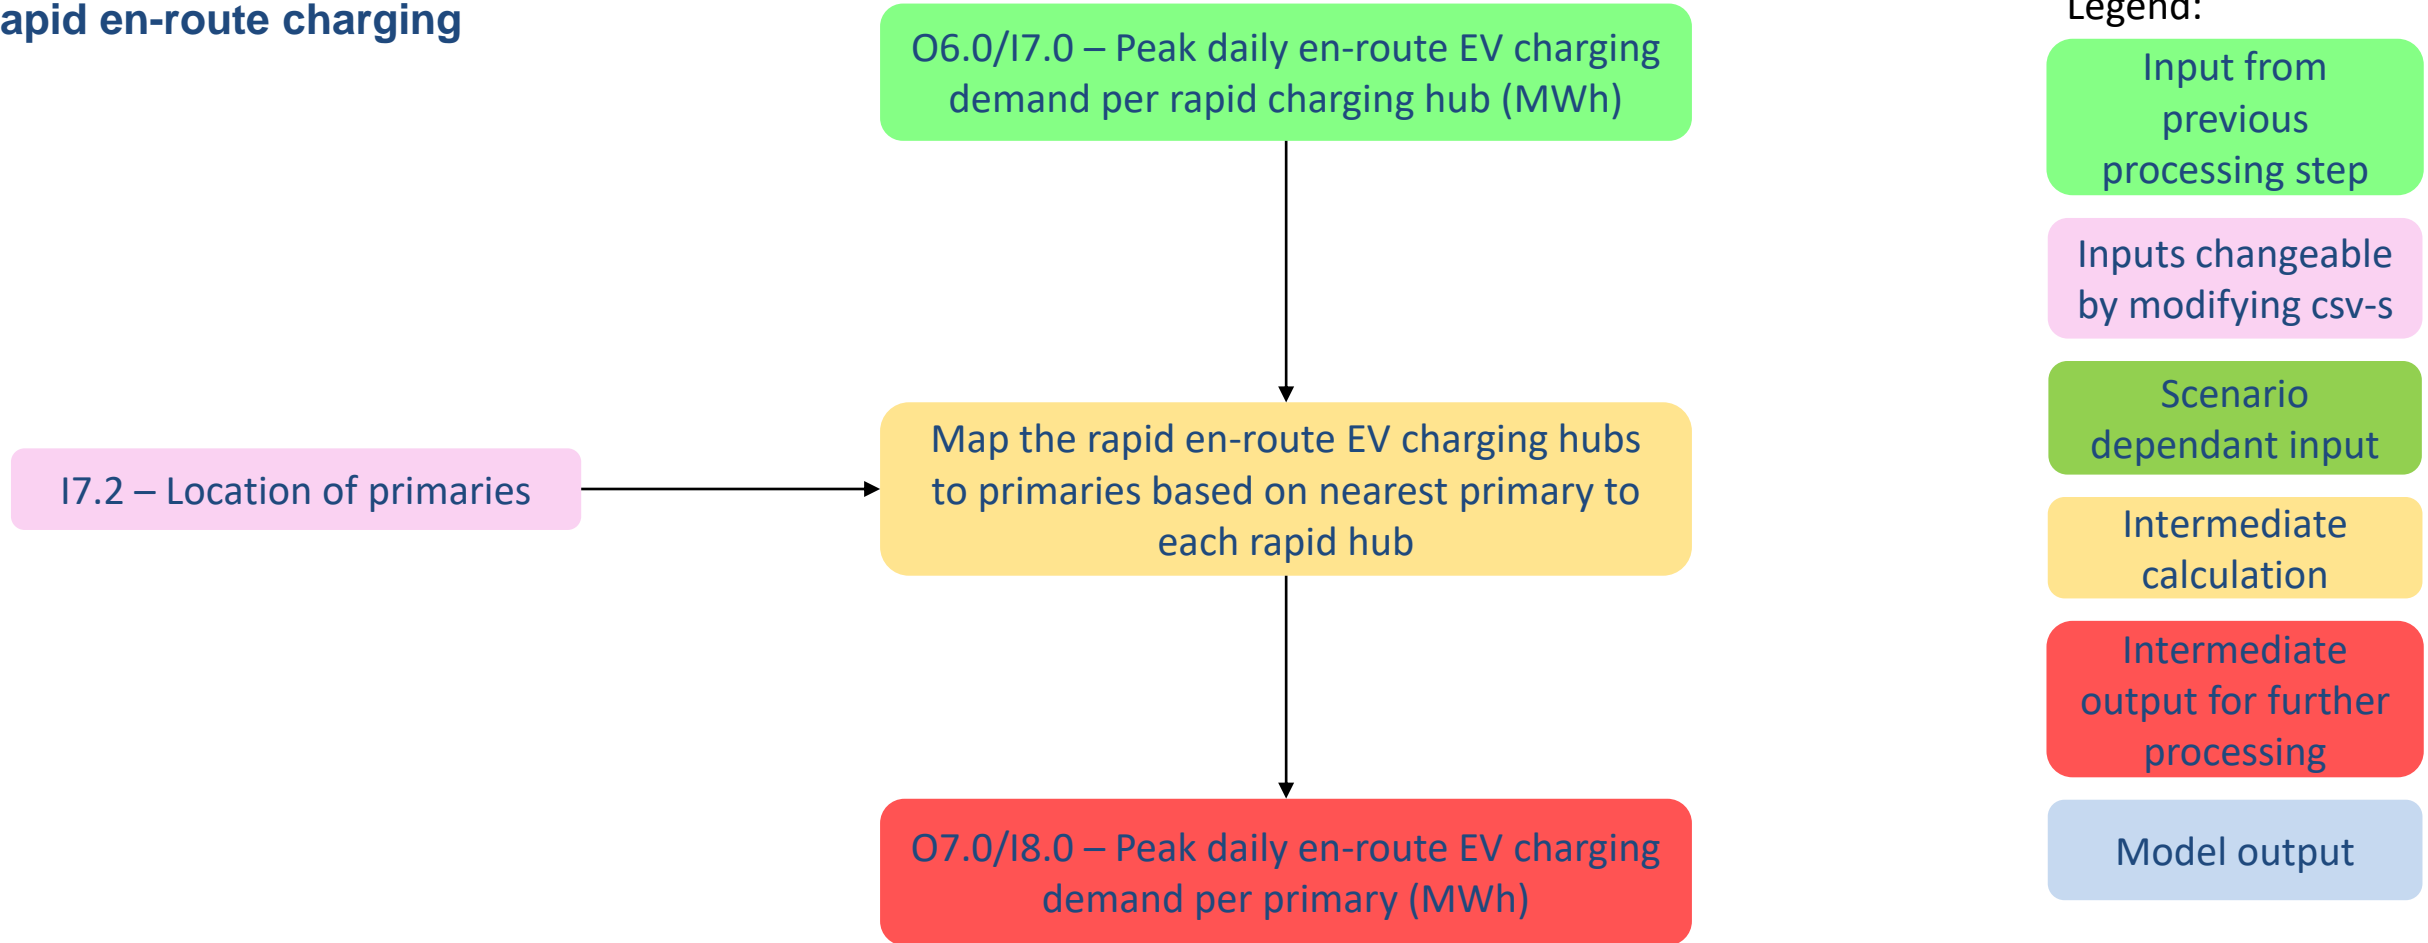 apid en-route charging
O6.0/I7.0 – Peak daily en-route EV charging
demand per rapid charging hub (MWh)
I7.2 – Location of primaries
Map the rapid en-route EV charging hubs
to primaries based on nearest primary to
each rapid hub
O7.0/I8.0 – Peak daily en-route EV charging
demand per primary (MWh)
Legend:
Input from
previous
processing step
Inputs changeable
by modifying csv-s
Scenario
dependant input
Intermediate
calculation
Intermediate
output for further
processing
Model output